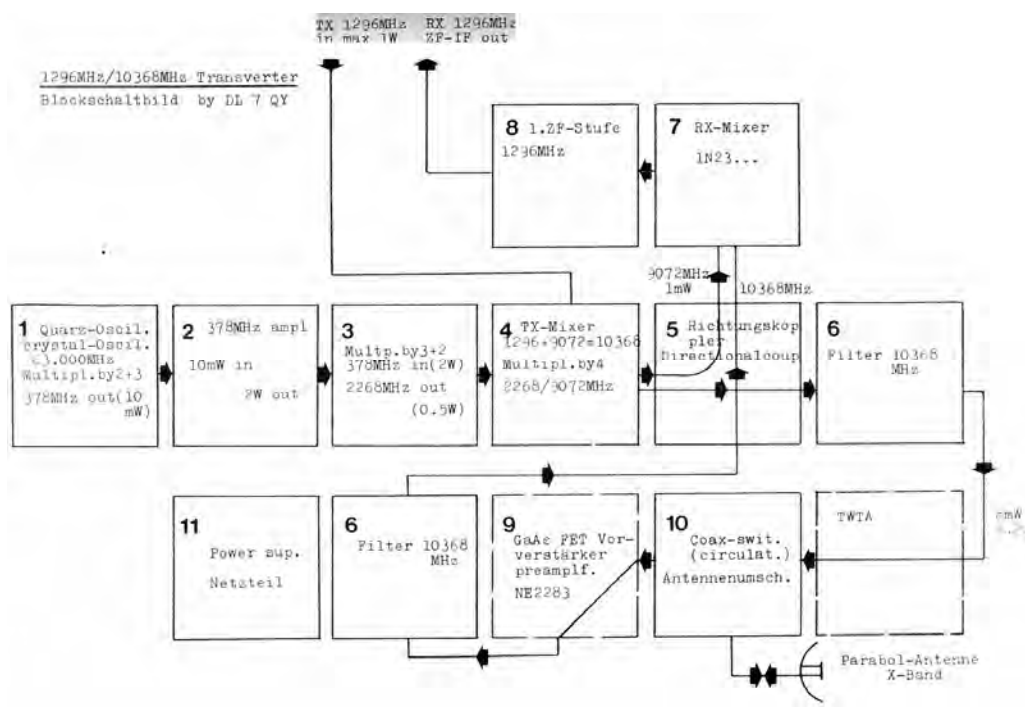 TX 1296MHz
in max 1W
RX 1296MHz
ZF-IF out
1296MHz/10368MHz Transverter
Blockschaltbild by DL 7 QY
8 1.ZF-Stufe
1296MHz
7 RX-Mixer
1N23...
9072MHz
1mW
10368MHz
1 Quarz-Oscil.
crystal-Oscil.
63.000MHz
Multipl.by2+3
378MHz out(10
mW)
2 378MHz ampl
10mW in
2W out
3
Multp.by3+2
378MHz in(2W)
2268MHz out
(0.5W)
4 TX-Mixer
1296+9072=10368
Multipl.by4
2268/9072MHz
5 Richtungskop
pler
Directionalcoup
6
Filter 10368
MHz
11
Power sup.
Netzteil
6
Filter 10368
MHz
9
GaAs FET Vor-
verstärker
preamplf.
NE2283
10
Coax-swit.
(circulat.)
Antennenumsch.
TWTA
mW
Parabol-Antenne
X-Band